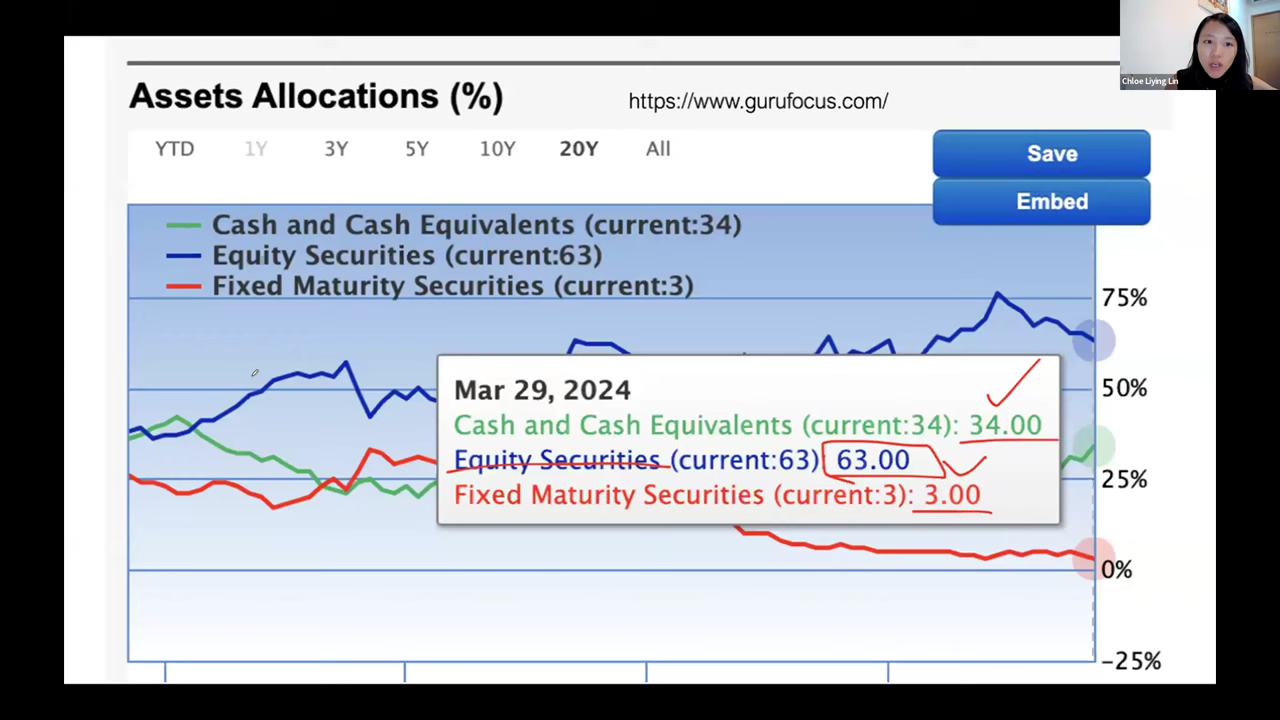 Chloe Liying Lin
Assets Allocations (%)
https://www.gurufocus.com/
YTD 1Y 3Y 5Y 10Y 20Y All
Save
Embed
Cash and Cash Equivalents (current:34)
Equity Securities (current:63)
Fixed Maturity Securities (current:3)
75%
50%
25%
0%
-25%
Mar 29, 2024
Cash and Cash Equivalents (current:34): 34.00
Equity Securities (current:63): 63.00
Fixed Maturity Securities (current:3): 3.00